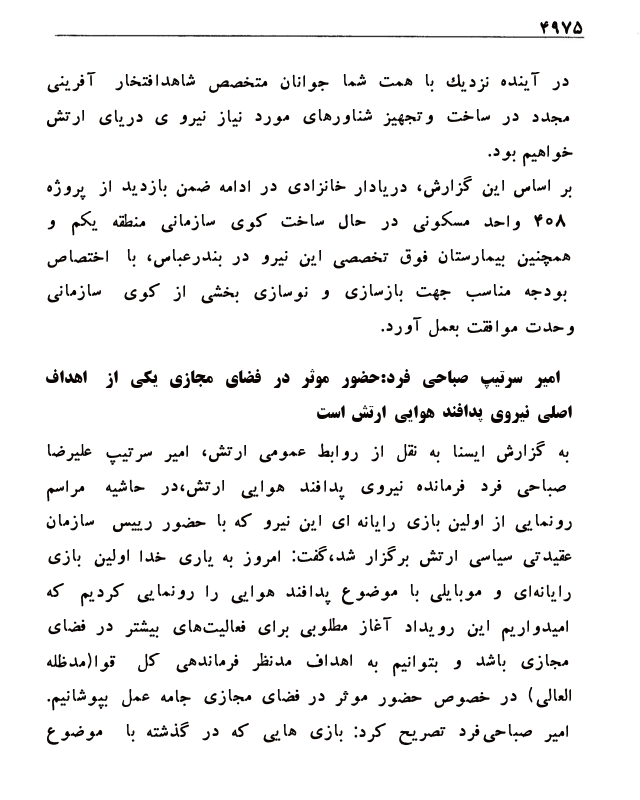 ۴۹۷۵
در آینده نزدیك با همت شما جوانان متخصص شاهدافتخار آفرینی
مجدد در ساخت وتجهیز شناورهای مورد نیاز نیرو ی دریای ارتش
خواهیم بود.
بر اساس این گزارش، دریادار خانزادی در ادامه ضمن بازدید از پروژه
۴۰۸ واحد مسکونی در حال ساخت کوی سازمانی منطقه یکم و
همچنین بیمارستان فوق تخصصی این نیرو در بندرعباس، با اختصاص
بودجه مناسب جهت بازسازی و نوسازی بخشی از کوی سازمانی
وحدت موافقت بعمل آورد.
امیر سرتیپ صباحی فرد:حضور موثر در فضای مجازی یکی از اهداف
اصلی نیروی پدافند هوایی ارتش است
به گزارش ایسنا به نقل از روابط عمومی ارتش، امیر سرتیپ علیرضا
صباحی فرد فرمانده نیروی پدافند هوایی ارتش،در حاشیه مراسم
رونمایی از اولین بازی رایانه ای این نیرو که با حضور رییس سازمان
عقیدتی سیاسی ارتش برگزار شد،گفت: امروز به یاری خدا اولین بازی
رایانه‌ای و موبایلی با موضوع پدافند هوایی را رونمایی کردیم که
امیدواریم این رویداد آغاز مطلوبی برای فعالیت‌های بیشتر در فضای
مجازی باشد و بتوانیم به اهداف مدنظر فرماندهی کل قوا(مدظله
العالی) در خصوص حضور موثر در فضای مجازی جامه عمل بپوشانیم.
امیر صباحی‌فرد تصریح کرد: بازی هایی که در گذشته با موضوع